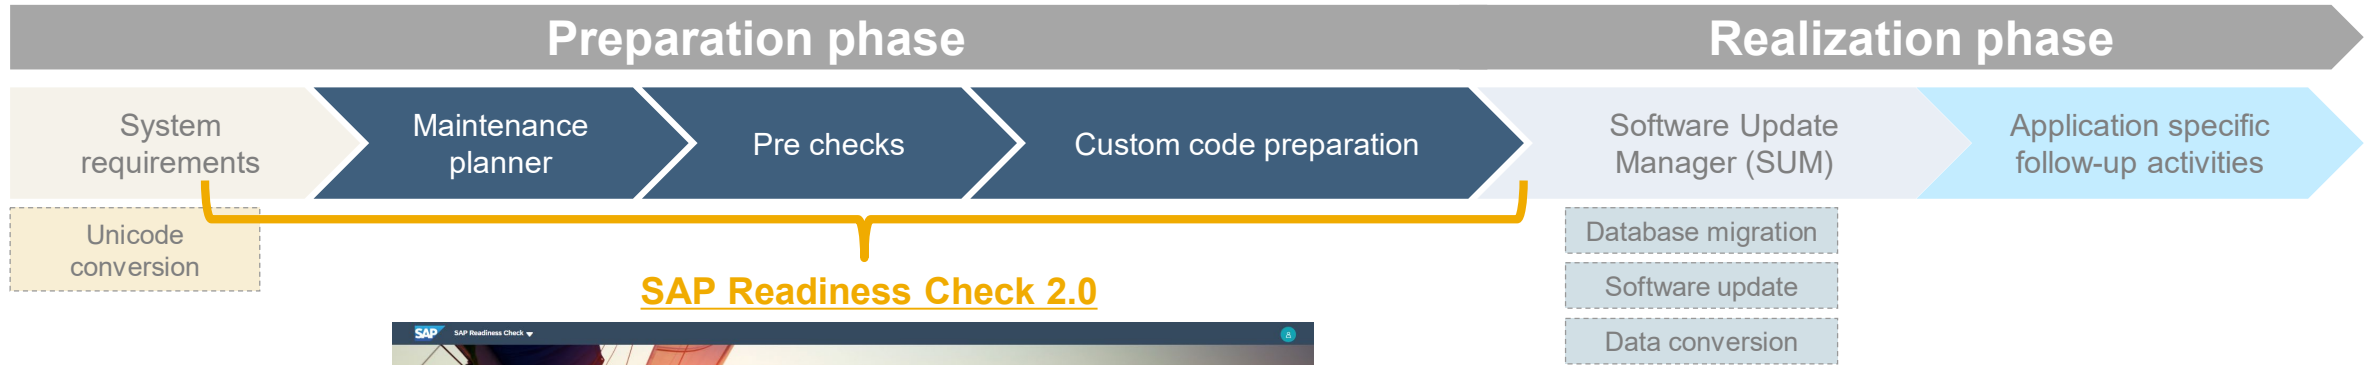 Preparation phase
Realization phase
System
requirements
Maintenance
planner
Pre checks
Custom code preparation
Software Update
Manager (SUM)
Application specific
follow-up activities
Unicode
conversion
Database migration
Software update
Data conversion
SAP Readiness Check 2.0
SAP
SAP Readiness Check